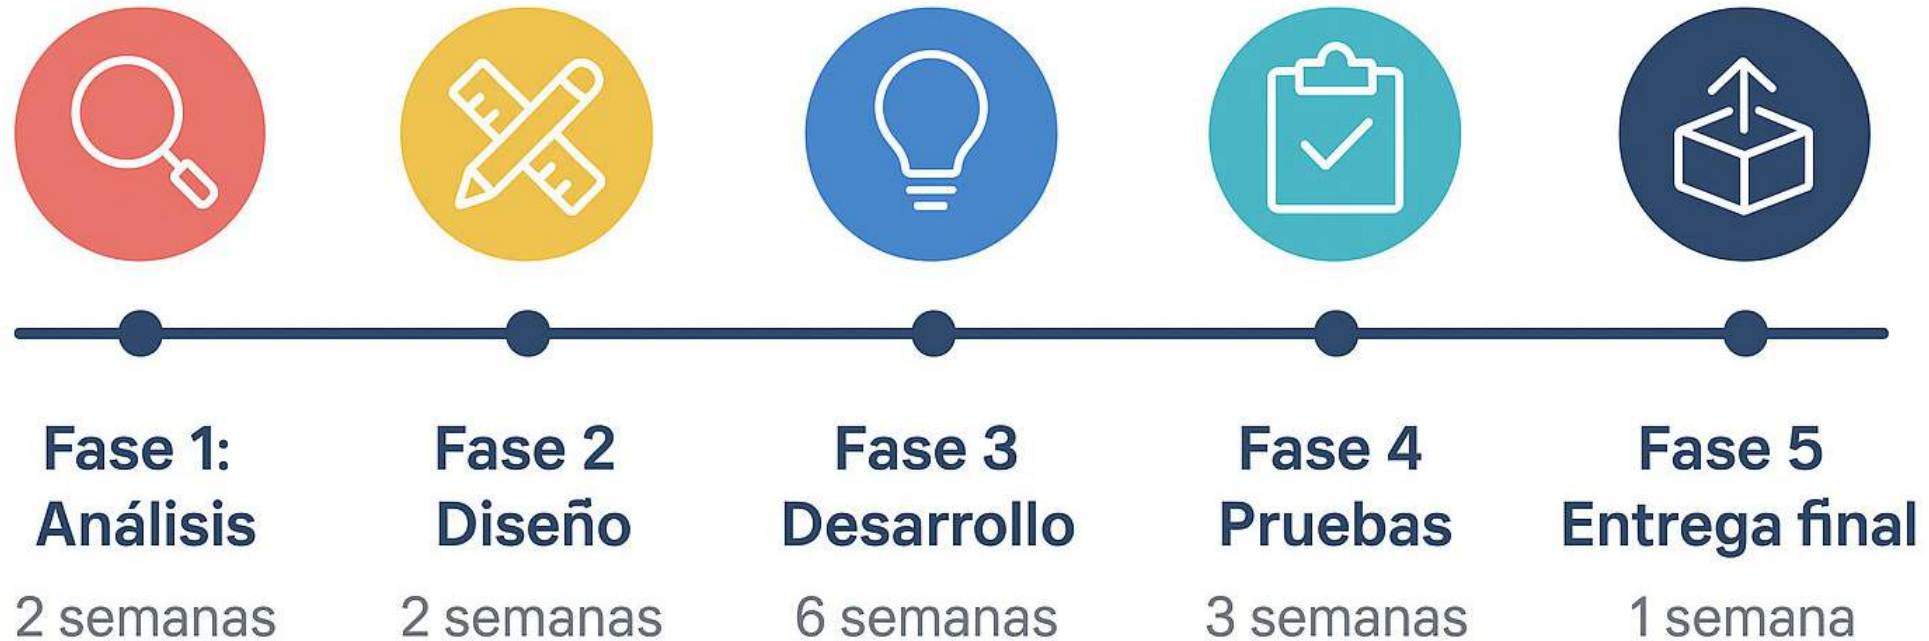 Fase 1:
Análisis
2 semanas
Fase 2
Diseño
2 semanas
Fase 3
Desarrollo
6 semanas
Fase 4
Pruebas
3 semanas
Fase 5
Entrega final
1 semana